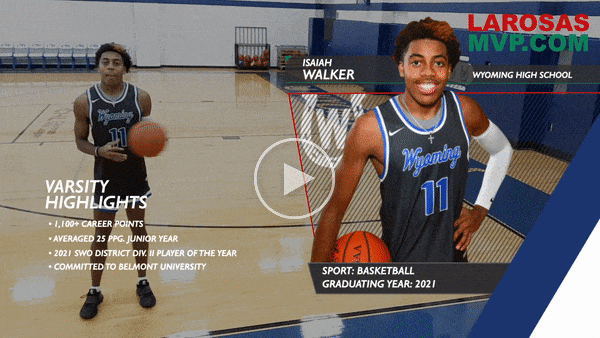 LAROSAS
MVP.COM
ISAIAH
WALKER
WYOMING HIGH SCHOOL
Wyoming
11
Wyoming
11
VARSITY
HIGHLIGHTS
• 1,100+ CAREER POINTS
• AVERAGED 25 PPG. JUNIOR YEAR
• 2021 SWO DISTRICT DIV. II PLAYER OF THE YEAR
• COMMITTED TO BELMONT UNIVERSITY
SPORT: BASKETBALL
GRADUATING YEAR: 2021